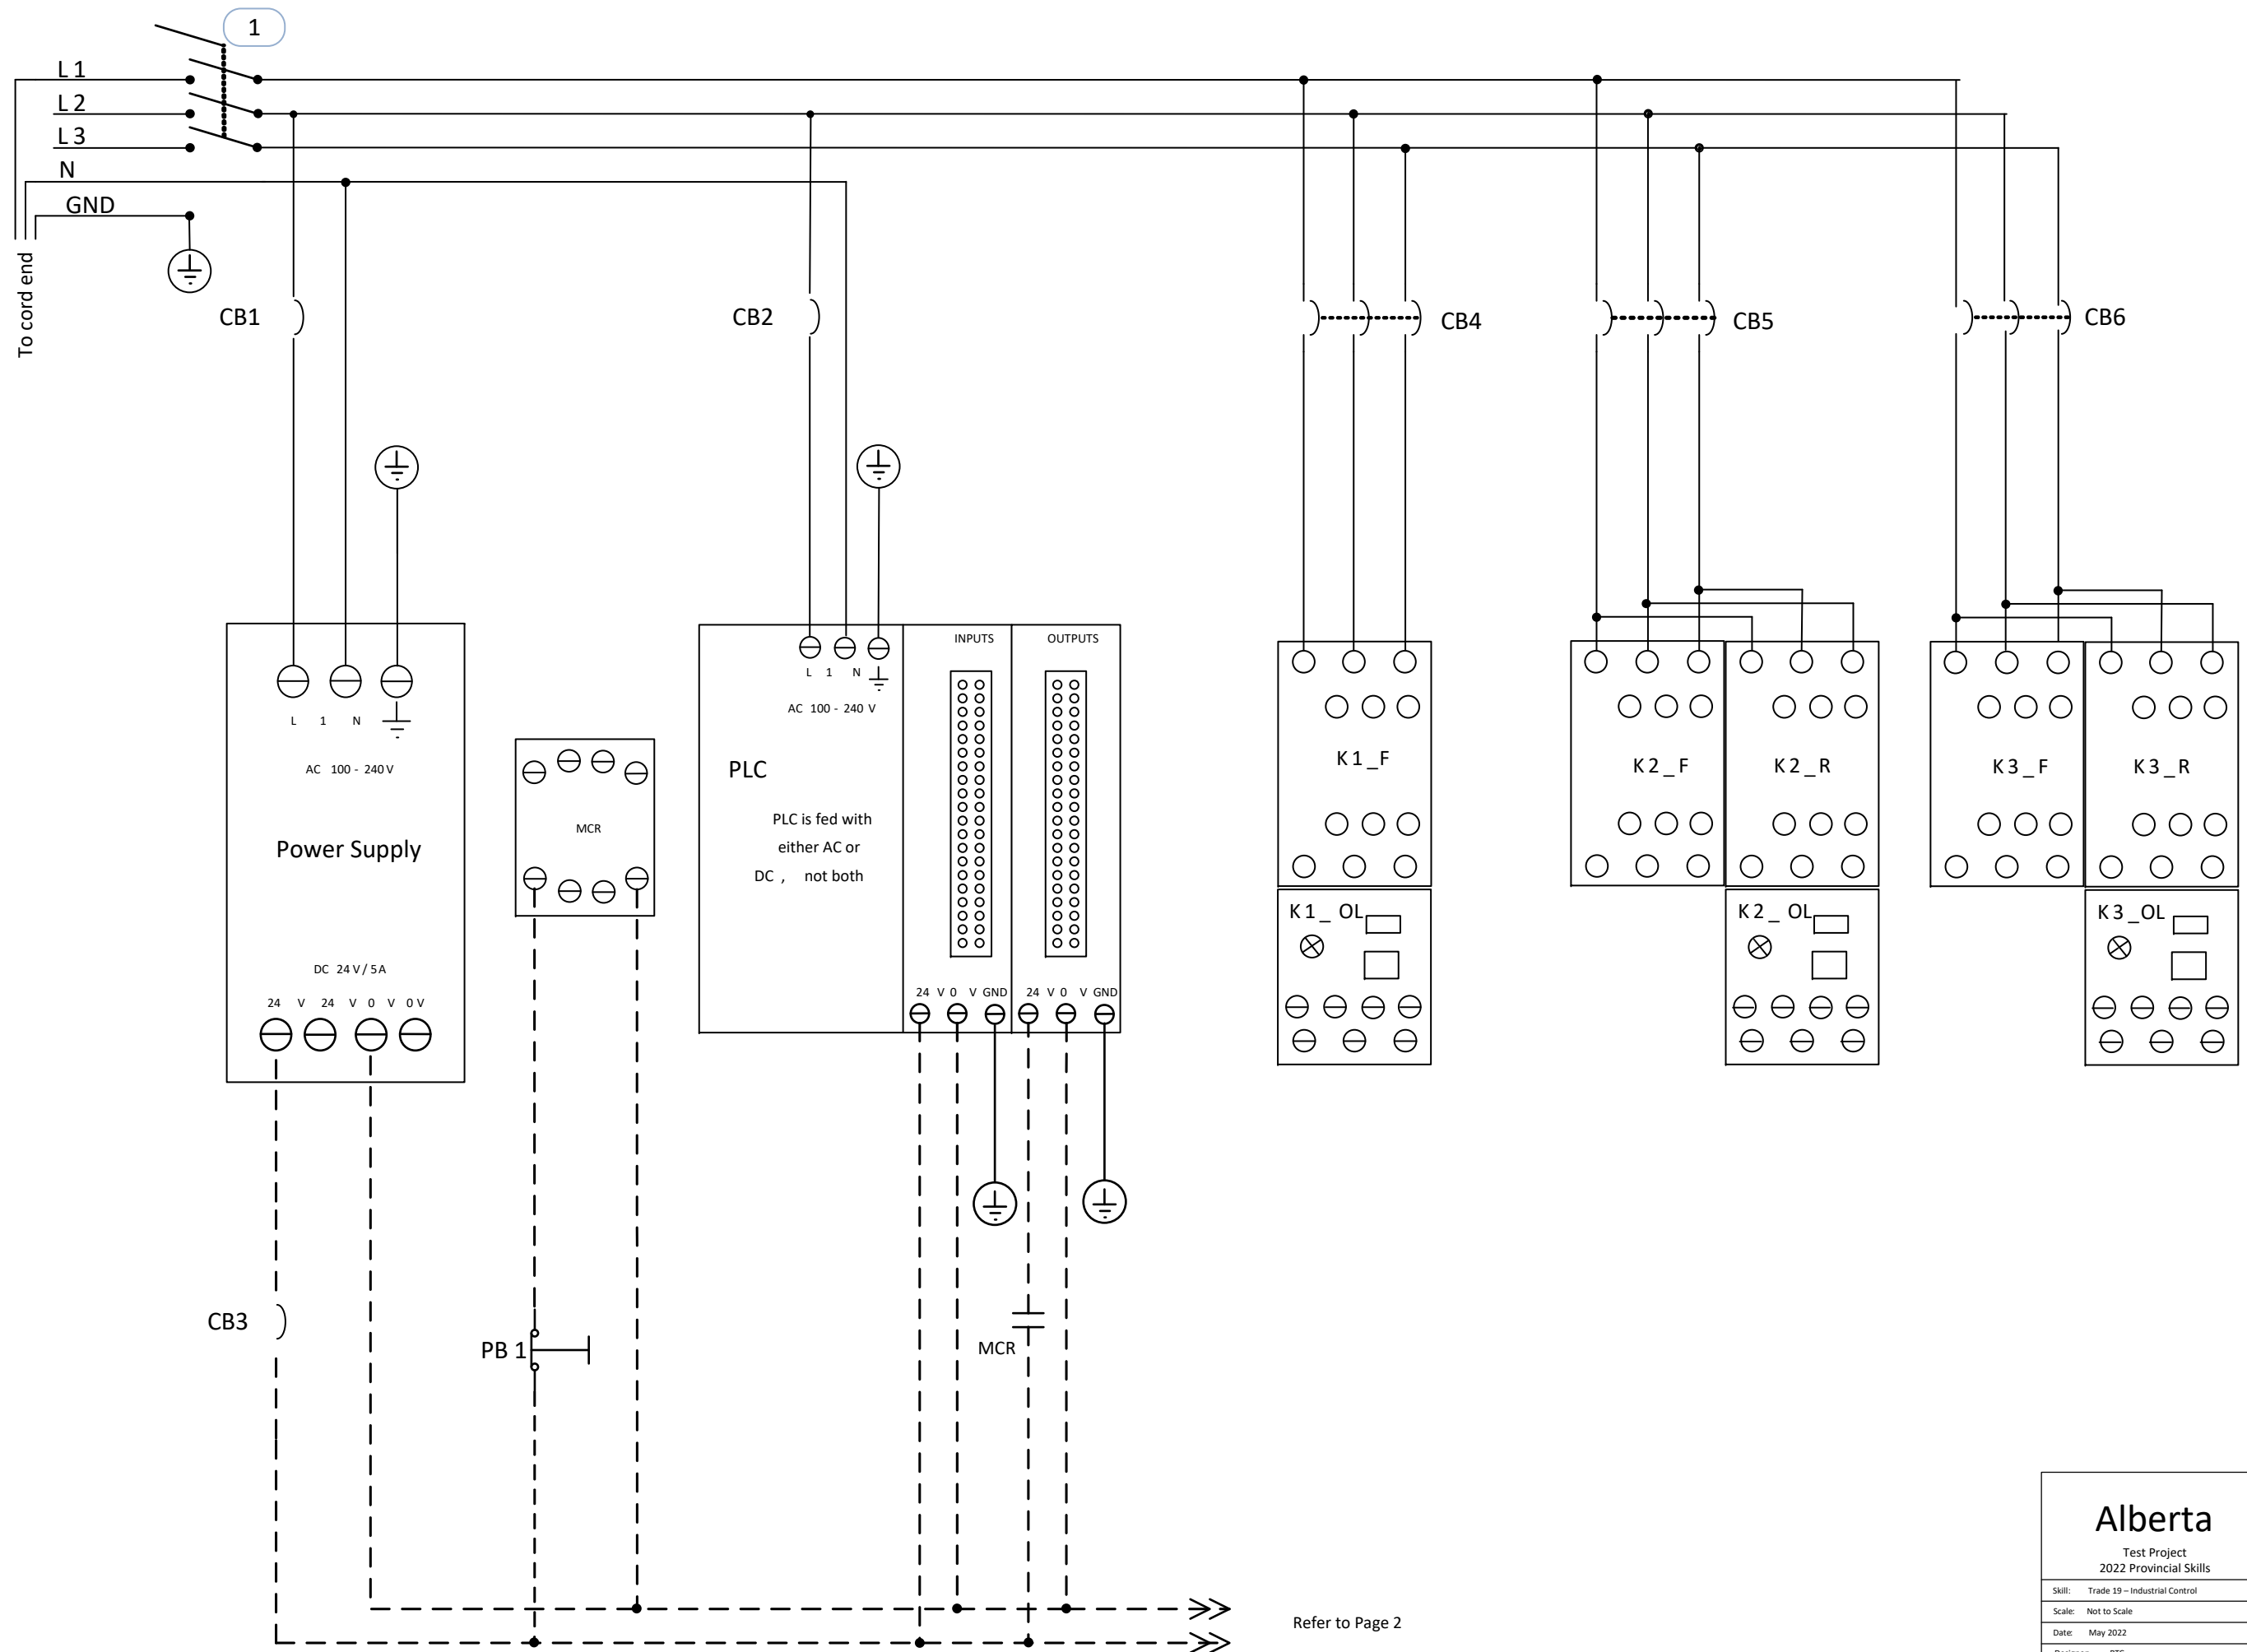 1
L 1
L 2
L 3
N
GND
To cord end
CB1
CB2
CB4
CB5
CB6
L 1 N
AC 100 - 240 V
Power Supply
DC 24 V / 5 A
24 V 24 V 0 V 0 V
MCR
INPUTS
OUTPUTS
L 1 N
AC 100 - 240 V
PLC
PLC is fed with
either AC or
DC , not both
24 V 0 V GND
24 V 0 V GND
K 1 _ F
K 2 _ F
K 2 _ R
K 3 _ F
K 3 _ R
K 1 _ OL
K 2 _ OL
K 3 _ OL
CB3
PB 1
MCR
Refer to Page 2
Alberta
Test Project
2022 Provincial Skills
Skill: Trade 19 – Industrial Control
Scale: Not to Scale
Date: May 2022